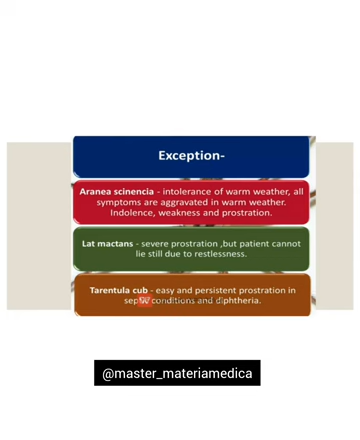 Exception-
Aranea scinencia - intolerance of warm weather, all
symptoms are aggravated in warm weather.
Indolence, weakness and prostration.
Lat mactans - severe prostration ,but patient cannot
lie still due to restlessness.
Tarentula cub - easy and persistent prostration in
conditions and diphtheria.
@master_materiamedica